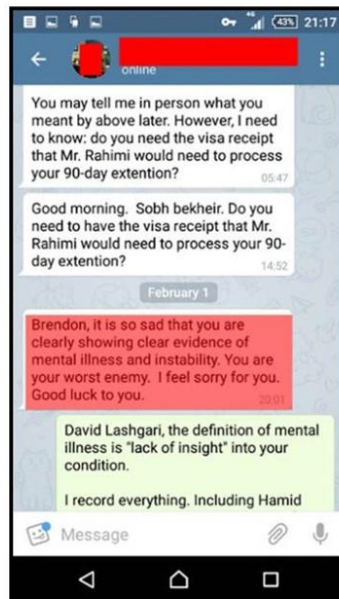 43% 21:17
online
You may tell me in person what you
meant by above later. However, I need
to know: do you need the visa receipt
that Mr. Rahimi would need to process
your 90-day extention?
05:47
Good morning. Sobh bekheir. Do you
need to have the visa receipt that Mr.
Rahimi would need to process your 90-
day extention?
14:52
February 1
Brendon, it is so sad that you are
clearly showing clear evidence of
mental illness and instability. You are
your worst enemy. I feel sorry for you.
Good luck to you.
20:01
David Lashgari, the definition of mental
illness is "lack of insight" into your
condition.
I record everything. Including Hamid
Message